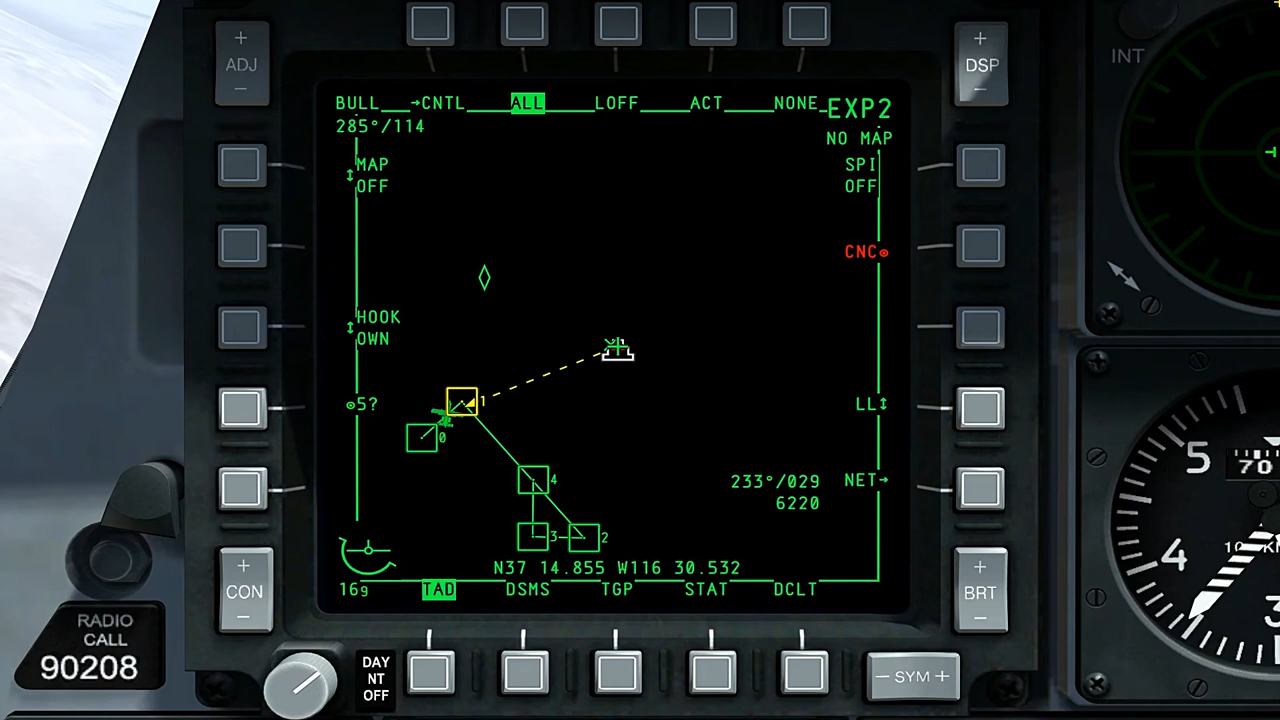 INT
+
ADJ
−
+
DSP
−
BULL →CNTL ALL LOFF ACT NONE EXP2
285°/114
NO MAP
MAP
OFF
SPI
OFF
CNC
HOOK
OWN
5?
1
0
LL
4
233°/029
NET→
6220
3
2
N37 14.855 W116 30.532
16g TAD DSMS TGP STAT DCLT
+
CON
−
+
BRT
−
RADIO
CALL
90208
DAY
NT
OFF
− SYM +
5
70
4
3